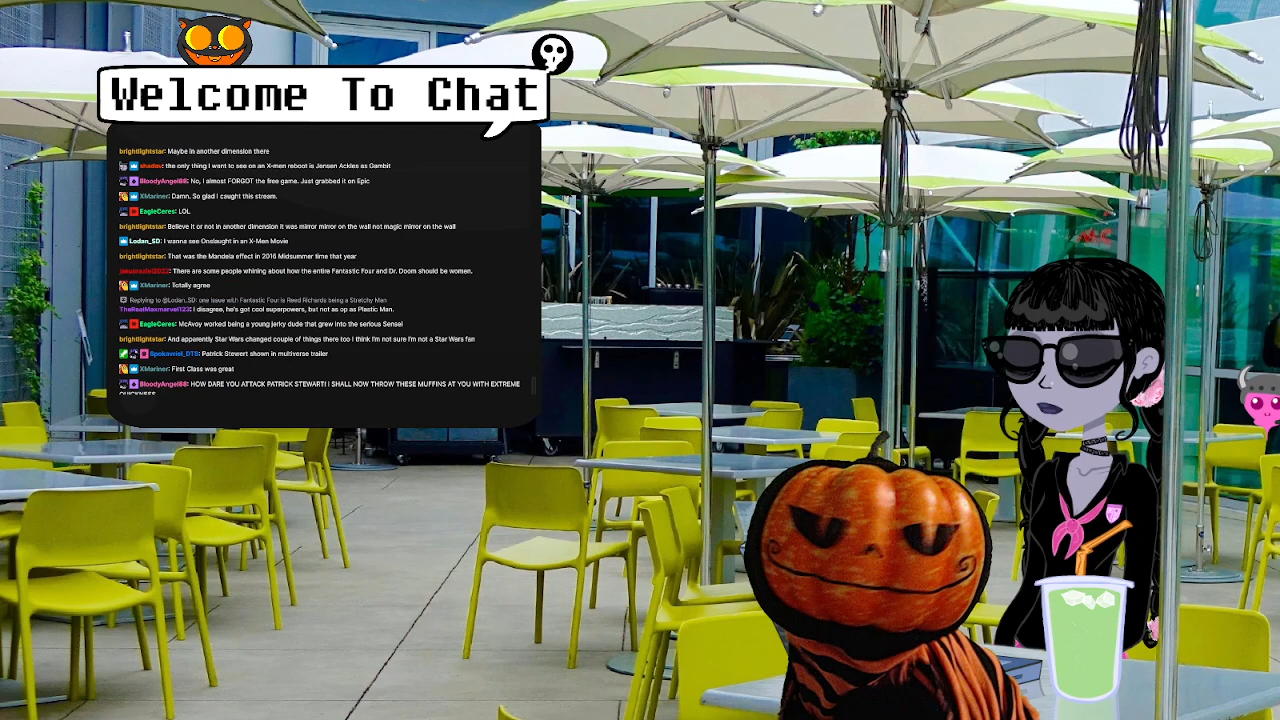 Welcome To Chat
brightlightstar: Maybe in another dimension there
shadov: the only thing I want to see on an X-men reboot is Jensen Ackles as Gambit
BloodyAngel88: No, I almost FORGOT the free game. Just grabbed it on Epic
XMariner: Damn. So glad I caught this stream.
EagleCeres: LOL
brightlightstar: Believe it or not in another dimension it was mirror mirror on the wall not magic mirror on the wall
Lodan_SD: I wanna see Onslaught in an X-Men Movie
brightlightstar: That was the Mandela effect in 2016 Midsummer time that year
There are some people whining about how the entire Fantastic Four and Dr. Doom should be women.
XMariner: Totally agree
Replying to @Lodan_SD: one issue with Fantastic Four is Reed Richards being a Stretchy Man
TheRealMaxmarvel123: I disagree, he's got cool superpowers, but not as op as Plastic Man.
EagleCeres: McAvoy worked being a young jerky dude that grew into the serious Sensei
brightlightstar: And apparently Star Wars changed couple of things there too I think I'm not sure I'm not a Star Wars fan
Spokavriel_DTS: Patrick Stewert shown in multiverse trailer
XMariner: First Class was great
BloodyAngel88: HOW DARE YOU ATTACK PATRICK STEWART! I SHALL NOW THROW THESE MUFFINS AT YOU WITH EXTREME
QUICKNESS